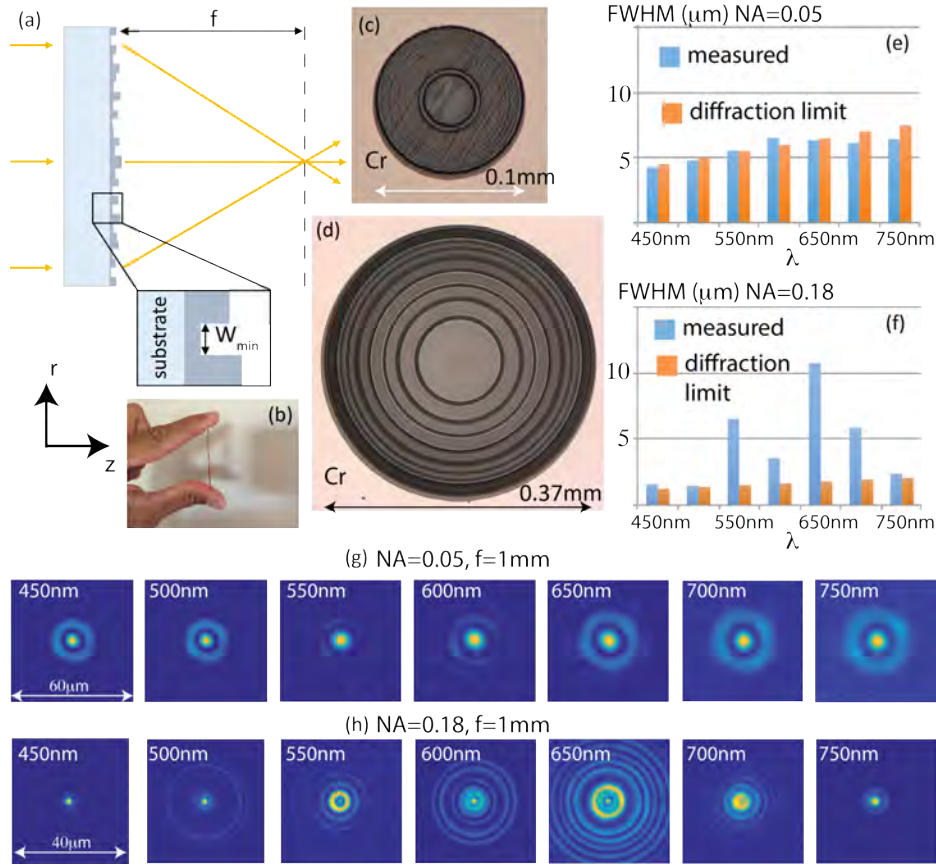 (a)
f
substrate
W min
r
z
(b)
(c)
Cr
0.1mm
(d)
Cr
0.37mm
FWHM (μm) NA=0.05
(e)
measured
diffraction limit
10
5
450nm 550nm 650nm 750nm
λ
FWHM (μm) NA=0.18
(f)
measured
diffraction
limit
10
5
450nm 550nm 650nm 750nm
λ
(g) NA=0.05, f=1mm
450nm 500nm 550nm 600nm 650nm 700nm 750nm
60μm
(h) NA=0.18, f=1mm
450nm 500nm 550nm 600nm 650nm 700nm 750nm
40μm